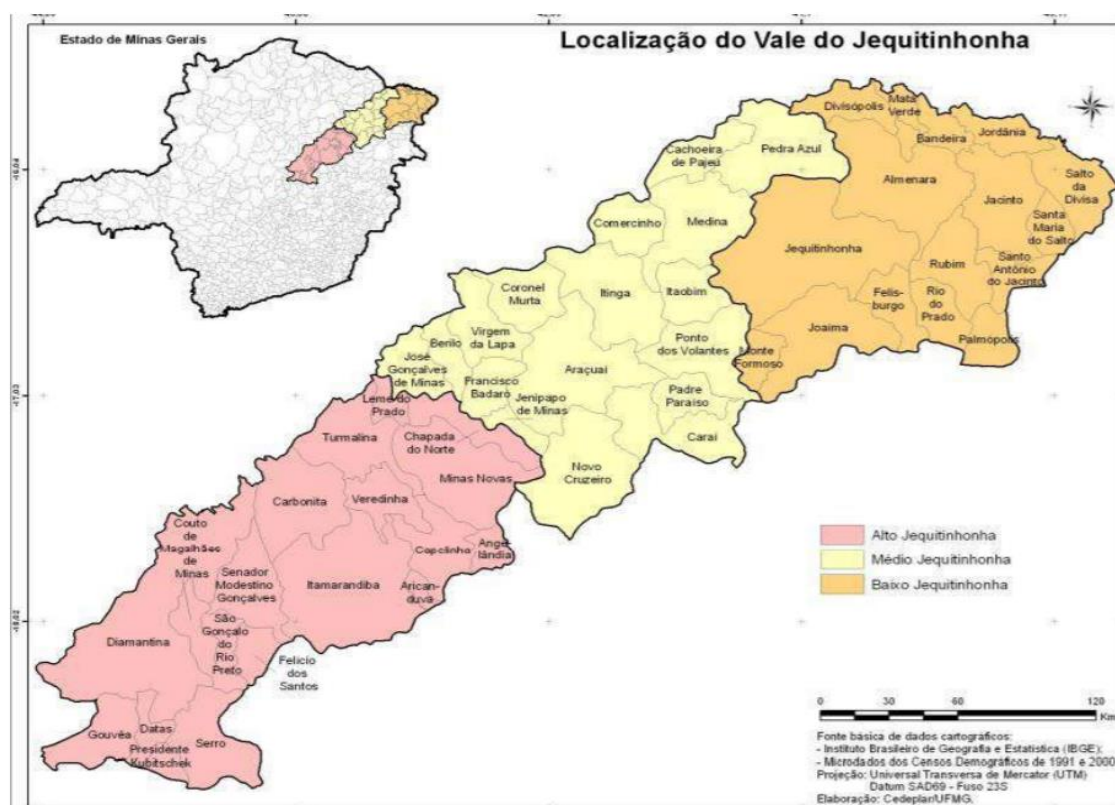 Estado de Minas Gerais
Localização do Vale do Jequitinhonha
Divisópolis
Mata
Verde
Bandeira
Jordânia
Cachoeira
de Pajeú
Pedra Azul
Almenara
Salto
da
Divisa
Jacinto
Comercinho
Medina
Santa
Maria
do Salto
Jequitinhonha
Rubim
Santo
Antônio
do Jacinto
Coronel
Murta
Itinga
Itaobim
Felis-
burgo
Rio
do
Prado
Virgem
da Lapa
Berilo
Ponto
dos Volantes
Joaima
Palmópolis
José
Gonçalves
de Minas
Monte
Formoso
Araçuaí
Francisco
Badaró
Jenipapo
de Minas
Padre
Paraíso
Leme do
Prado
Turmalina
Chapada
do Norte
Caraí
Minas Novas
Novo
Cruzeiro
Carbonita
Veredinha
Couto
de
Magalhães
de
Minas
Ange-
lândia
Capelinha
Senador
Modestino
Gonçalves
Itamarandiba
Arican-
duva
São
Gonçalo
do
Rio
Preto
Diamantina
Felício
dos
Santos
Gouvêa
Datas
Presidente
Kubitschek
Serro
Alto Jequitinhonha
Médio Jequitinhonha
Baixo Jequitinhonha
0 30 60 120
Km
Fonte básica de dados cartográficos:
- Instituto Brasileiro de Geografia e Estatística (IBGE);
- Microdados dos Censos Demográficos de 1991 e 2000
Projeção: Universal Transversa de Mercator (UTM)
Datum SAD69 - Fuso 23S
Elaboração: Cedeplar/UFMG.